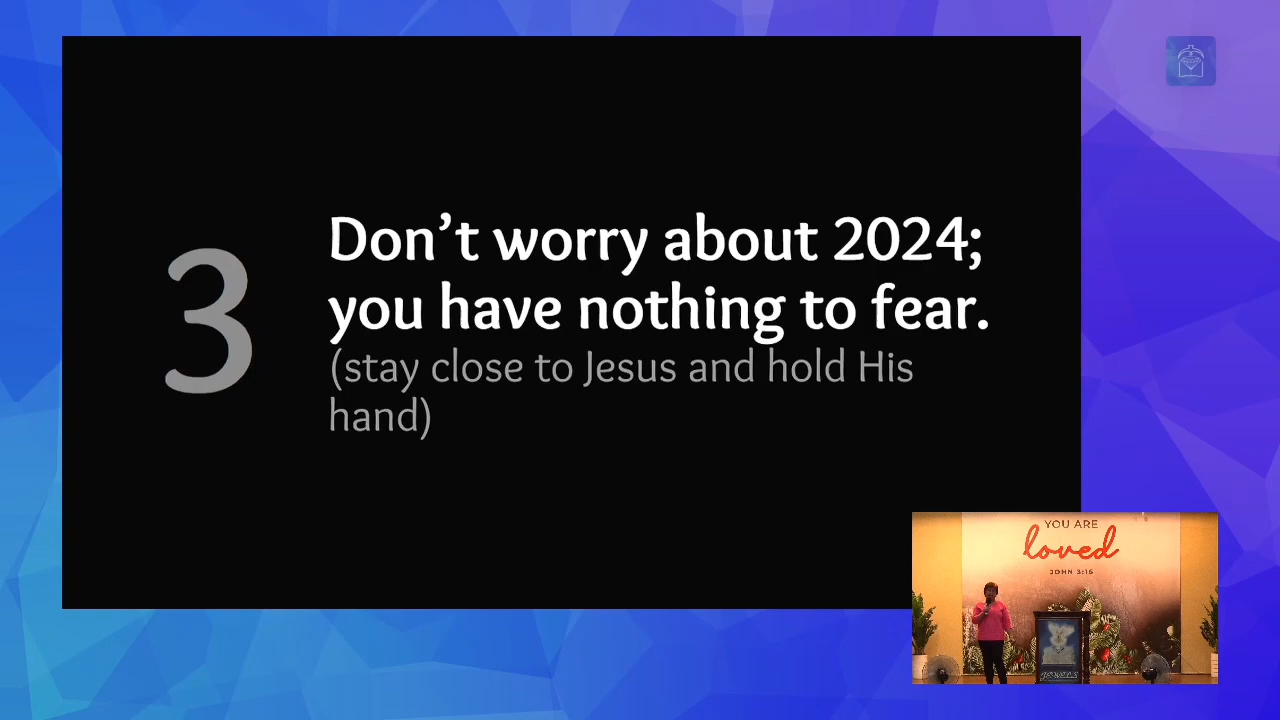 3
Don’t worry about 2024;
you have nothing to fear.
(stay close to Jesus and hold His
hand)
YOU ARE
loved
JOHN 3:16
JEWELS